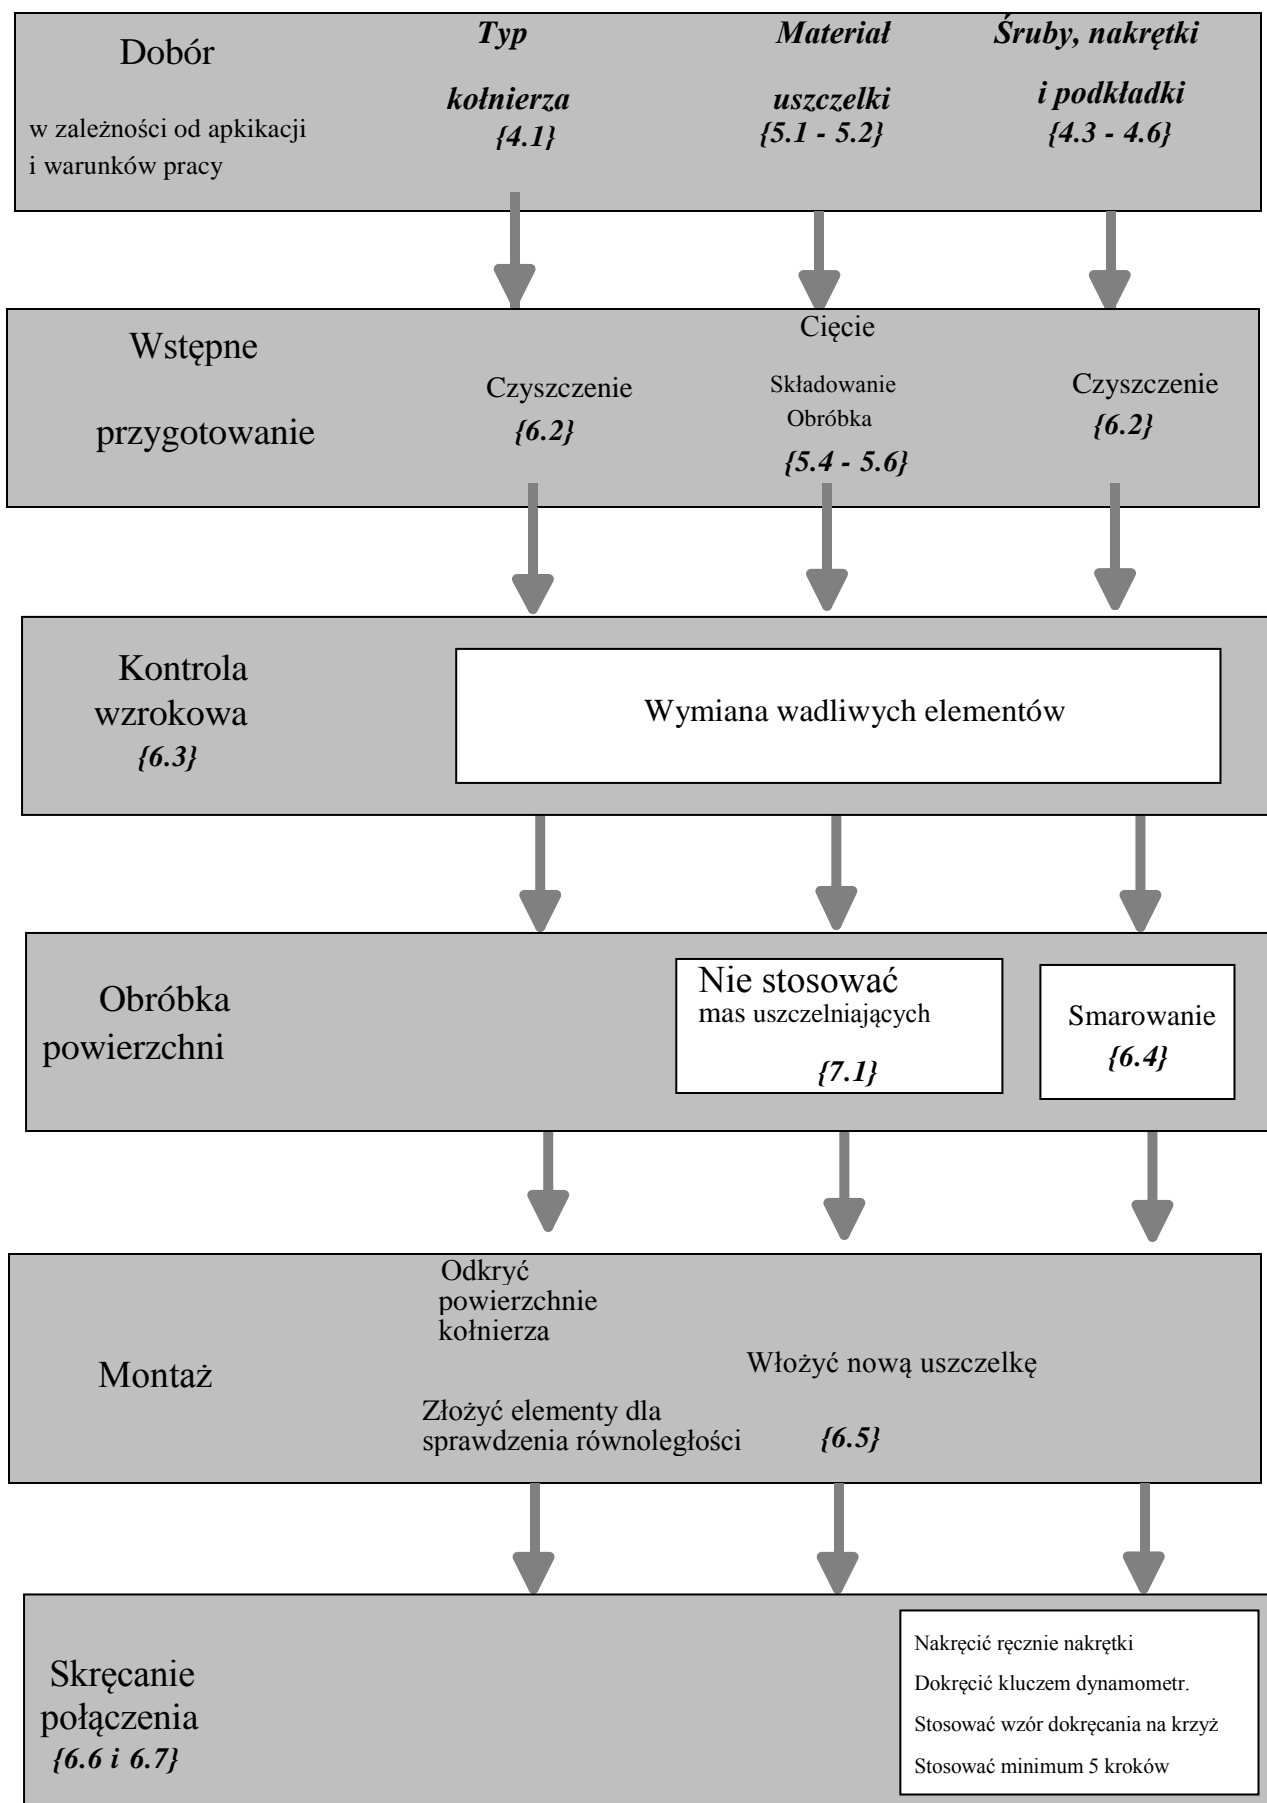 Dobór
w zależności od apkikacji
i warunków pracy
Typ
kołnierza
{4.1}
Materiał
uszczelki
{5.1 - 5.2}
Śruby, nakrętki
i podkładki
{4.3 - 4.6}
Wstępne
przygotowanie
Czyszczenie
{6.2}
Cięcie
Składowanie
Obróbka
{5.4 - 5.6}
Czyszczenie
{6.2}
Kontrola
wzrokowa
{6.3}
Wymiana wadliwych elementów
Obróbka
powierzchni
Nie stosować
mas uszczelniających
{7.1}
Smarowanie
{6.4}
Montaż
Odkryć
powierzchnie
kołnierza
Złożyć elementy dla
sprawdzenia równoległości
Włożyć nową uszczelkę
{6.5}
Skręcanie
połączenia
{6.6 i 6.7}
Nakręcić ręcznie nakrętki
Dokręcić kluczem dynamometr.
Stosować wzór dokręcania na krzyż
Stosować minimum 5 kroków